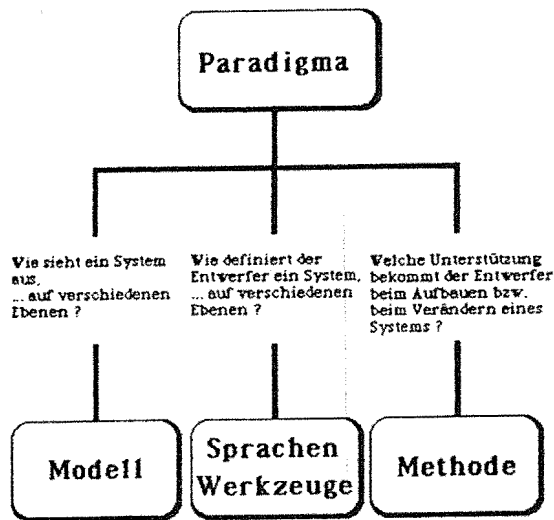 Paradigma
Wie sieht ein System
aus,
... auf verschiedenen
Ebenen ?
Wie definiert der
Entwerfer ein System,
... auf verschiedenen
Ebenen ?
Welche Unterstützung
bekommt der Entwerfer
beim Aufbauen bzw.
beim Verändern eines
Systems ?
Modell
Sprachen
Werkzeuge
Methode